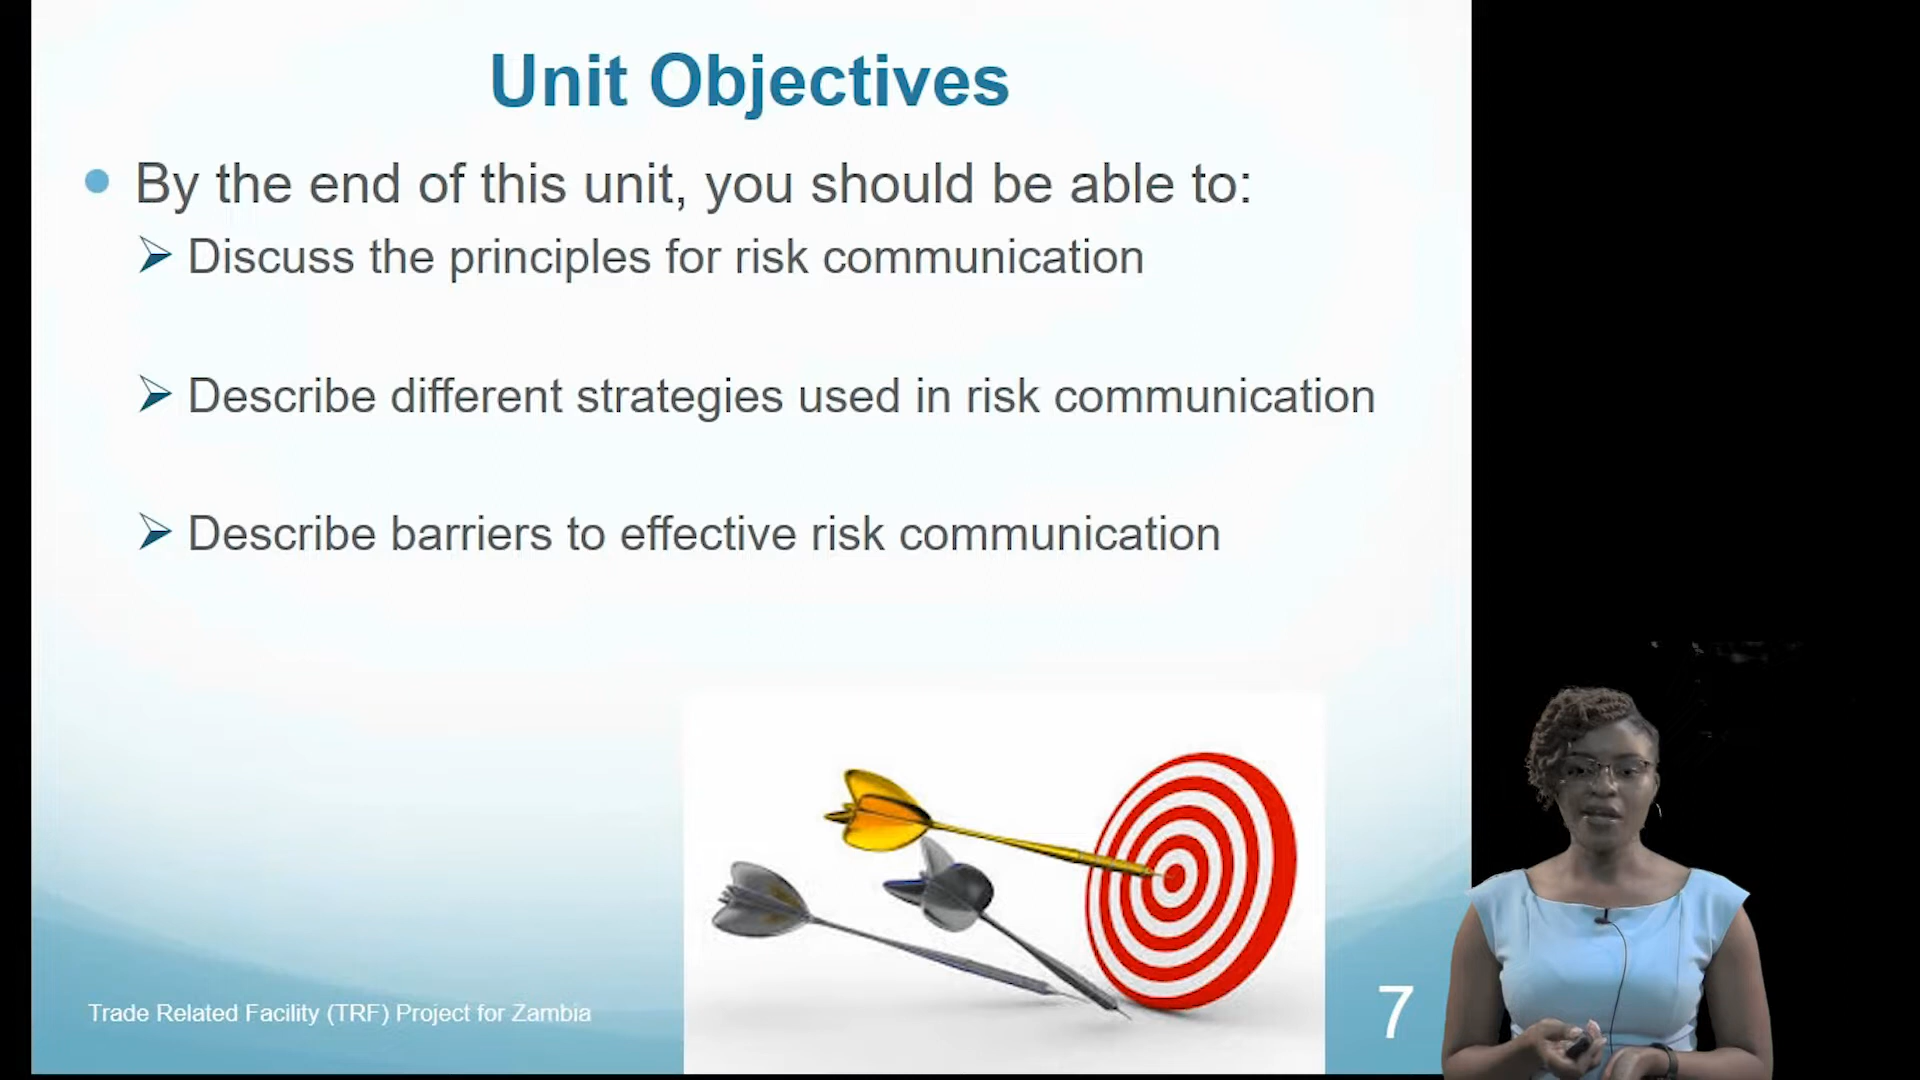 Unit Objectives
By the end of this unit, you should be able to:
Discuss the principles for risk communication
Describe different strategies used in risk communication
Describe barriers to effective risk communication
Trade Related Facility (TRF) Project for Zambia
7